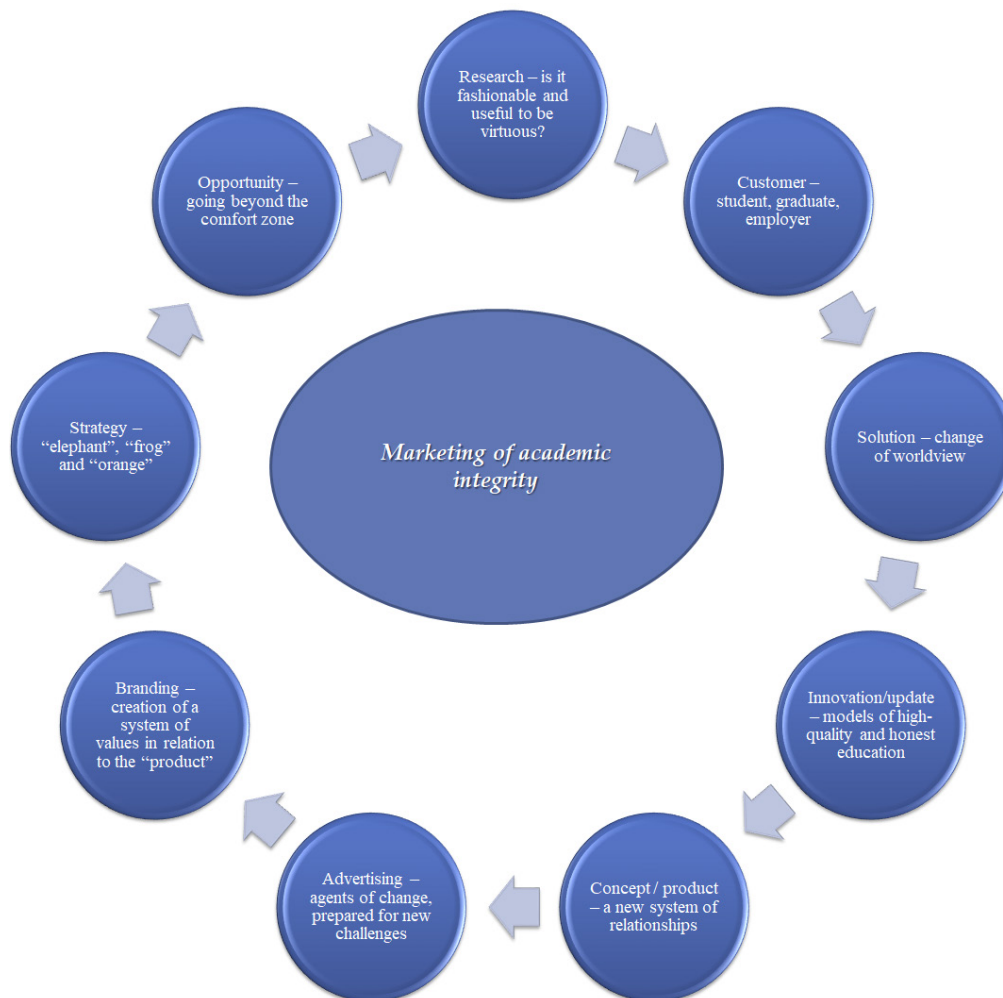 Research – is it
fashionable and
useful to be
virtuous?
Customer –
student, graduate,
employer
Solution – change
of worldview
Innovation/update
– models of high-
quality and honest
education
Concept / product
– a new system of
relationships
Advertising –
agents of change,
prepared for new
challenges
Branding –
creation of a
system of
values in relation
to the “product”
Strategy –
“elephant”, “frog”
and “orange”
Opportunity –
going beyond the
comfort zone
Marketing of academic
integrity